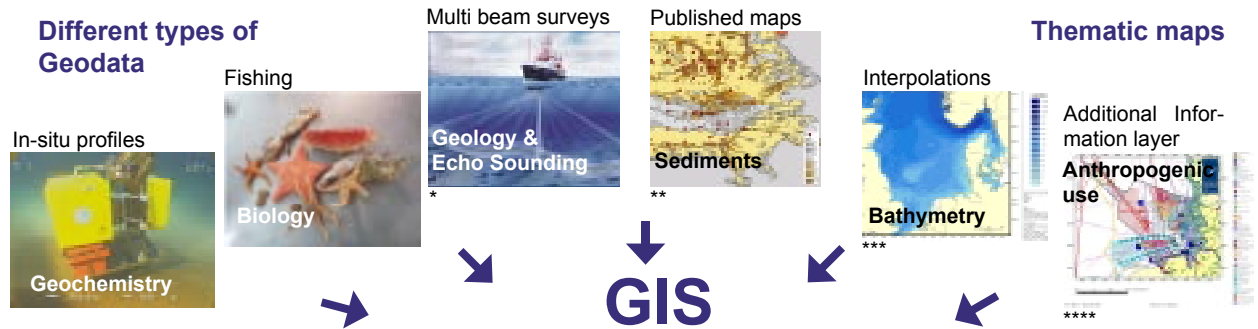 Different types of
Geodata
In-situ profiles
Geochemistry
Fishing
Biology
Multi beam surveys
Geology &
Echo Sounding
*
Published maps
Sediments
**
Thematic maps
Interpolations
Bathymetry
***
Additional Infor-
mation layer
Anthropogenic
use
****
GIS